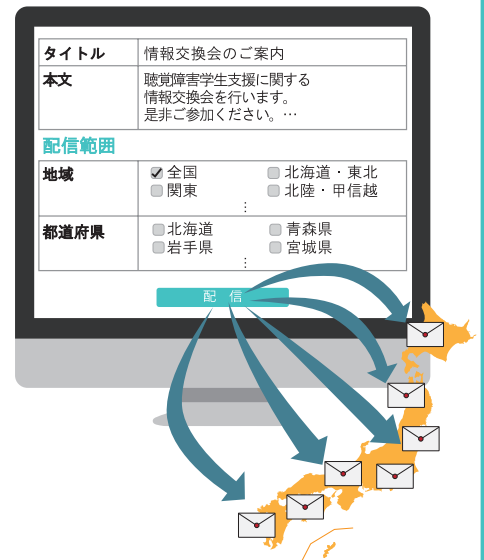 タイトル 情報交換会のご案内
本文 聴覚障害学生支援に関する
情報交換会を行います。
是非ご参加ください。…
配信範囲
地域 全国 北海道・東北
関東 北陸・甲信越
⋮
都道府県 北海道 青森県
岩手県 宮城県
⋮
配 信